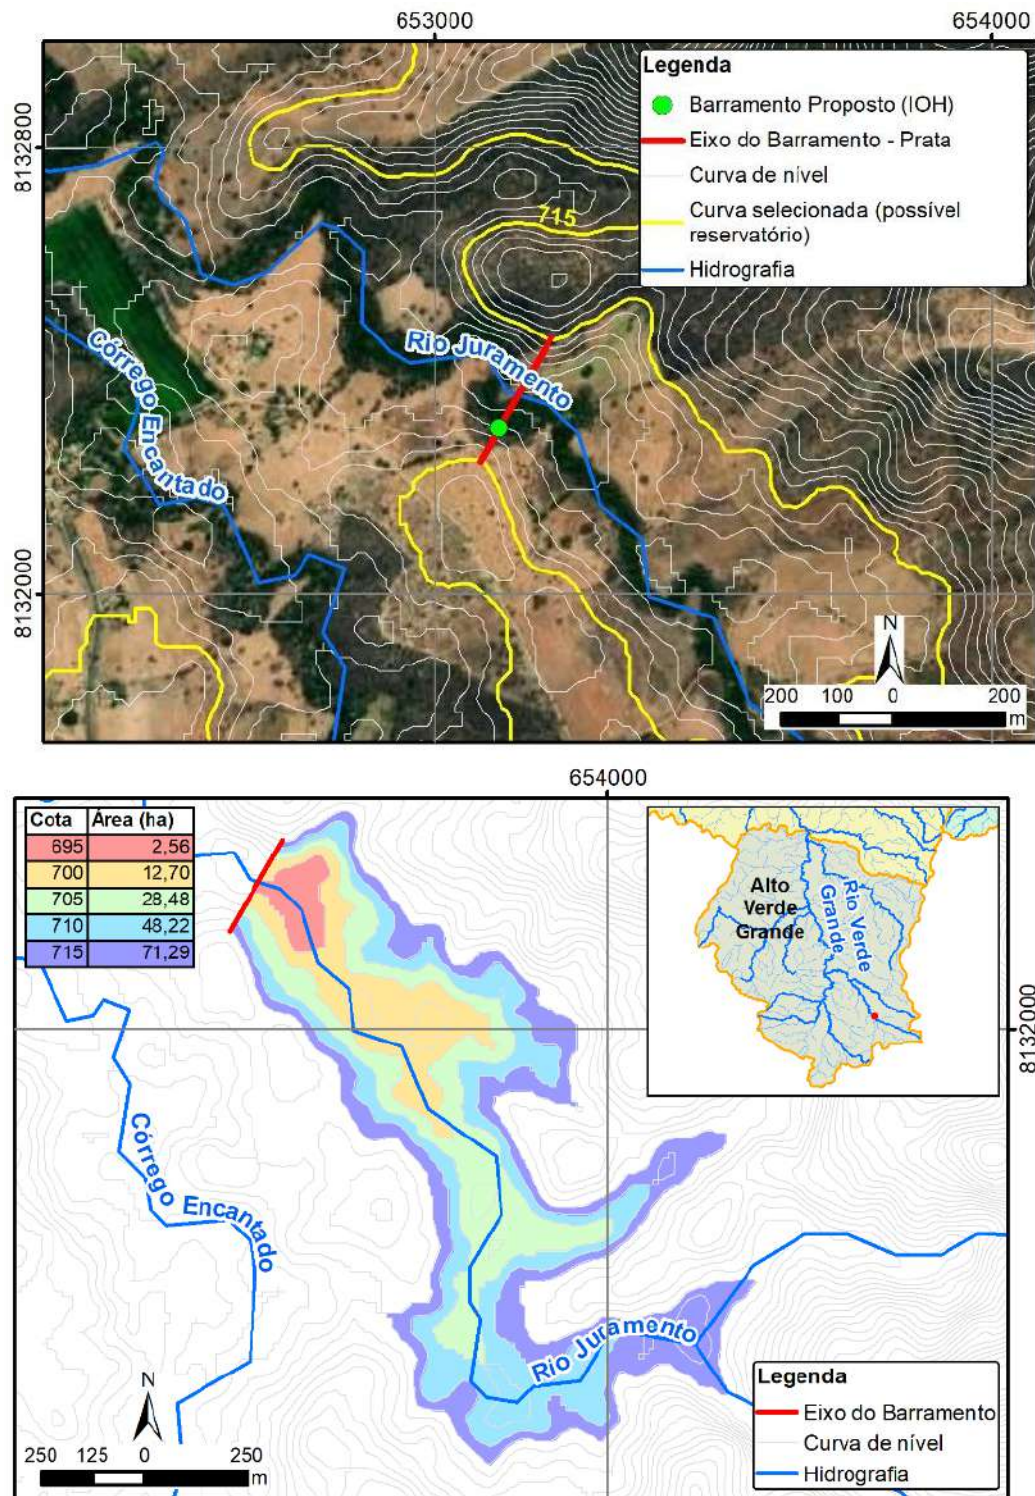 653000
654000
8132800
8132000
Legenda
Barramento Proposto (IOH)
Eixo do Barramento - Prata
Curva de nível
Curva selecionada (possível
reservatório)
Hidrografia
715
Rio Juramento
Córrego Encantado
N
200 100 0 200
m
654000
8132000
Cota Área (ha)
695 2,56
700 12,70
705 28,48
710 48,22
715 71,29
Alto
Verde
Grande
Rio Verde
Grande
Córrego Encantado
Rio Juramento
N
250 125 0 250
m
Legenda
Eixo do Barramento
Curva de nível
Hidrografia